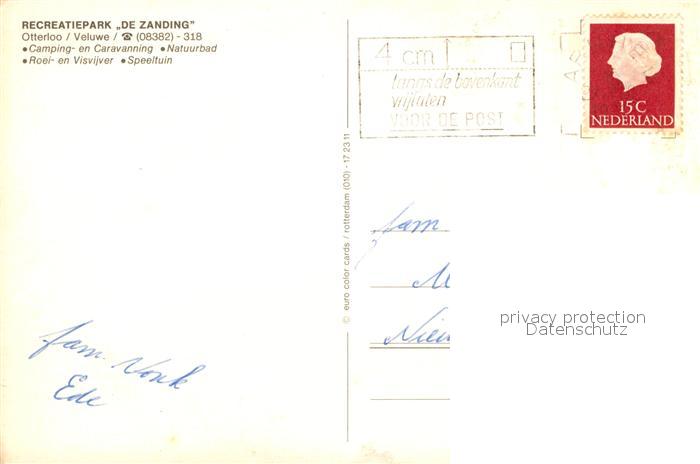 RECREATIEPARK „DE ZANDING”
Otterloo / Veluwe / ☎ (08382) - 318
•Camping- en Caravanning •Natuurbad
•Roei- en Visvijver •Speeltuin
4 cm
langs de bovenkant
vrijlaten
VOOR DE POST
15 C
NEDERLAND
© euro color cards / rotterdam (010) - 17 23 11
fam
M
Nieu
privacy protection
Datenschutz
fam. Vonk
Ede